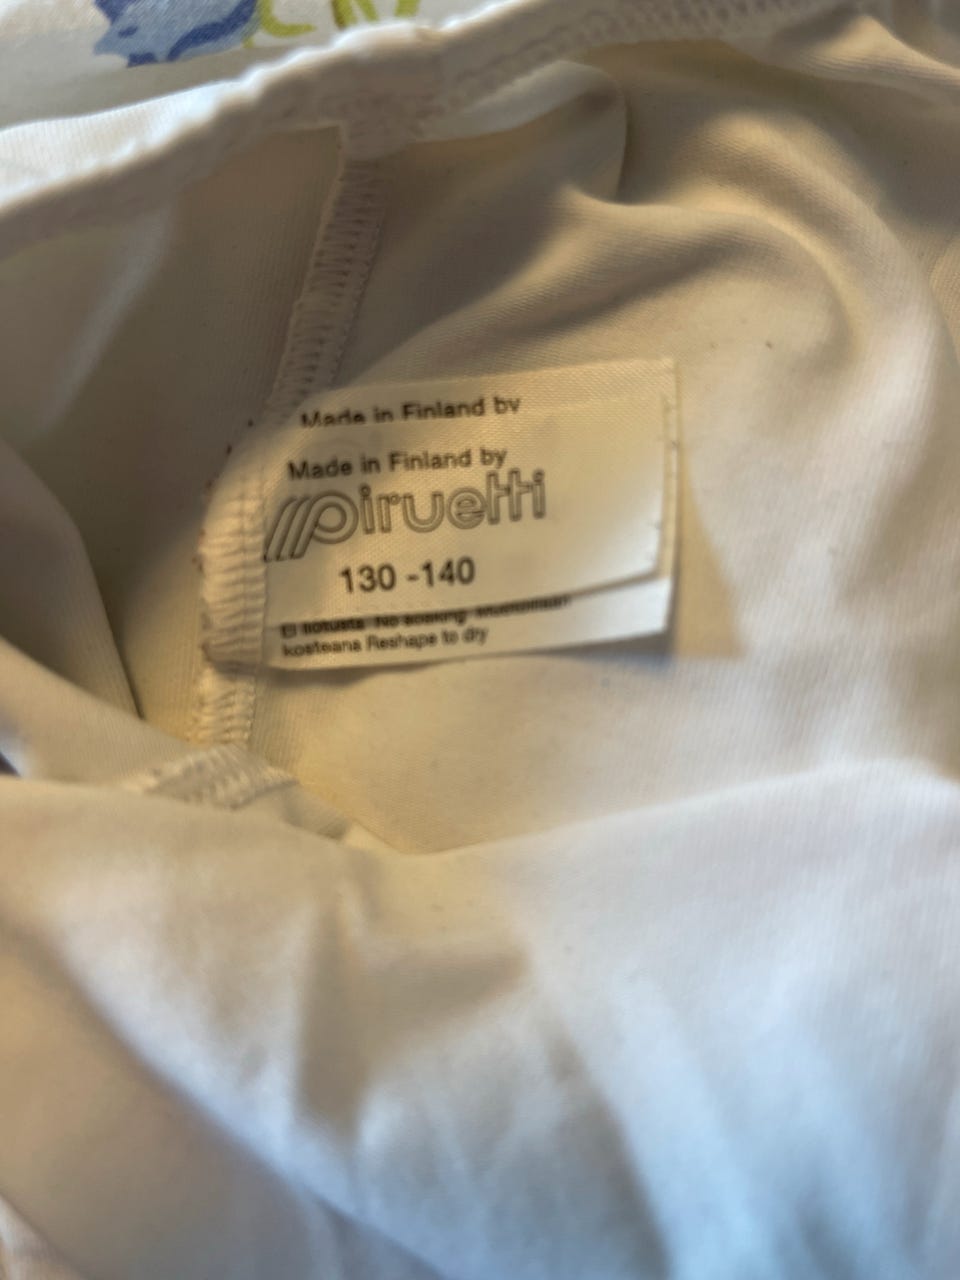 Made in Finland by
Made in Finland by
Piruetti
130 -140
Ei liotusta No soaking Muotoillaan
kosteana Reshape to dry